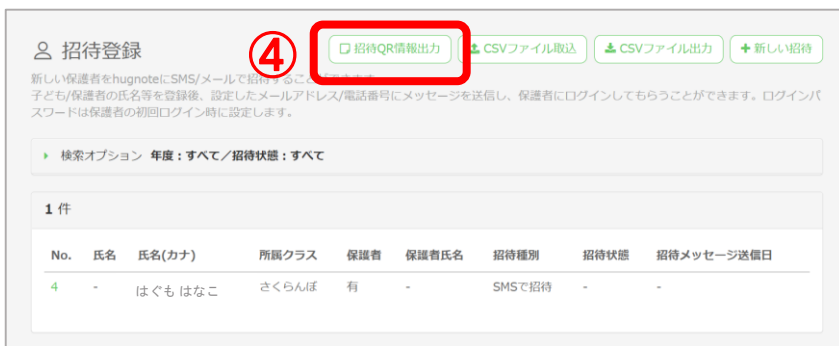 招待登録
④
招待QR情報出力
CSVファイル取込
CSVファイル出力
+ 新しい招待
新しい保護者をhugnoteにSMS/メールで招待することができます。
子ども/保護者の氏名等を登録後、設定したメールアドレス/電話番号にメッセージを送信し、保護者にログインしてもらうことができます。ログインパ
スワードは保護者の初回ログイン時に設定します。
検索オプション 年度：すべて／招待状態：すべて
1 件
No. 氏名 氏名(カナ) 所属クラス 保護者 保護者氏名 招待種別 招待状態 招待メッセージ送信日
4 - はぐも はなこ さくらんぼ 有 - SMSで招待 - -